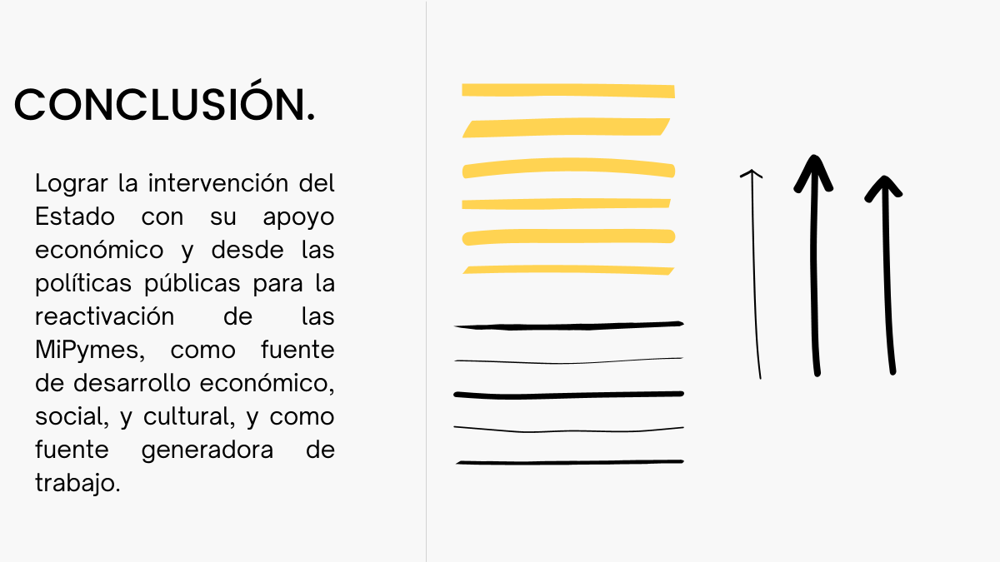 CONCLUSIÓN.
Lograr la intervención del
Estado con su apoyo
económico y desde las
políticas públicas para la
reactivación de las
MiPymes, como fuente
de desarrollo económico,
social, y cultural, y como
fuente generadora de
trabajo.